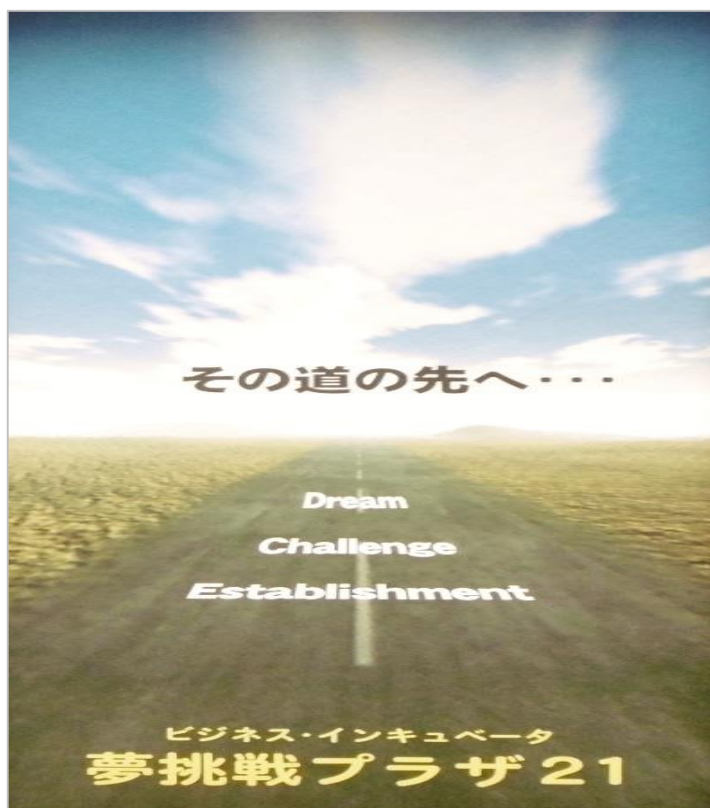 その道の先へ・・・
Dream
Challenge
Establishment
ビジネス・インキュベータ
夢挑戦プラザ21